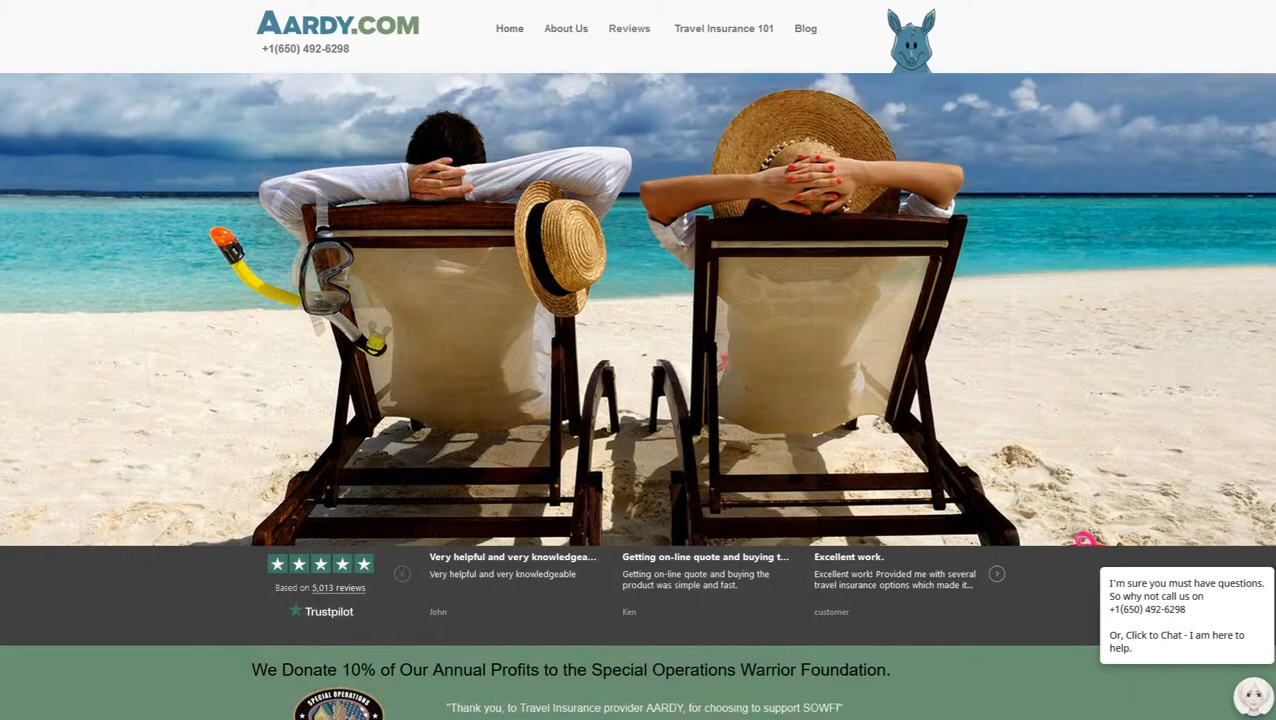 AARDY.COM
+1(650) 492-6298
Home
About Us
Reviews
Travel Insurance 101
Blog
Very helpful and very knowledgea...
Very helpful and very knowledgeable
John
Getting on-line quote and buying t...
Getting on-line quote and buying the
product was simple and fast.
Ken
Excellent work.
Excellent work! Provided me with several
travel insurance options which made it...
customer
Based on 5,013 reviews
Trustpilot
I'm sure you must have questions.
So why not call us on
+1(650) 492-6298
Or, Click to Chat - I am here to
help.
We Donate 10% of Our Annual Profits to the Special Operations Warrior Foundation.
SPECIAL OPERATIONS
"Thank you, to Travel Insurance provider AARDY, for choosing to support SOWF!"